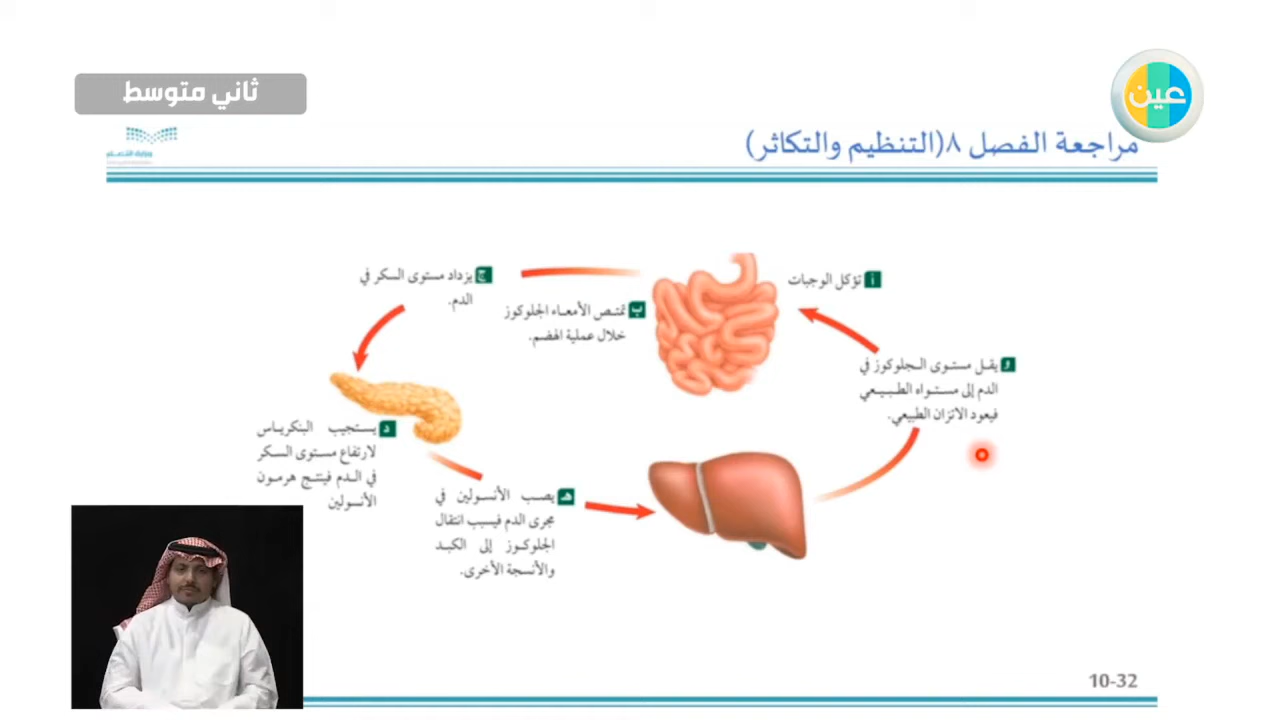 ثاني متوسط
عين
مراجعة الفصل ٨(التنظيم والتكاثر)
أ تؤكل الوجبات
ب تمتـص الأمعـاء الجلوكوز
خلال عملية الهضم.
ج يزداد مستوى السكر في
الدم.
د يستجيب البنكرياس
لارتفاع مستوى السكر
في الدم فينتج هرمون
الأنسولين
هـ يصب الأنسولين في
مجرى الدم فيسبب انتقال
الجلوكوز إلى الكبد
والأنسجة الأخرى.
و يقل مستوى الجلوكوز في
الدم إلى مستواه الطبيعي
فيعود الاتزان الطبيعي.
10-32